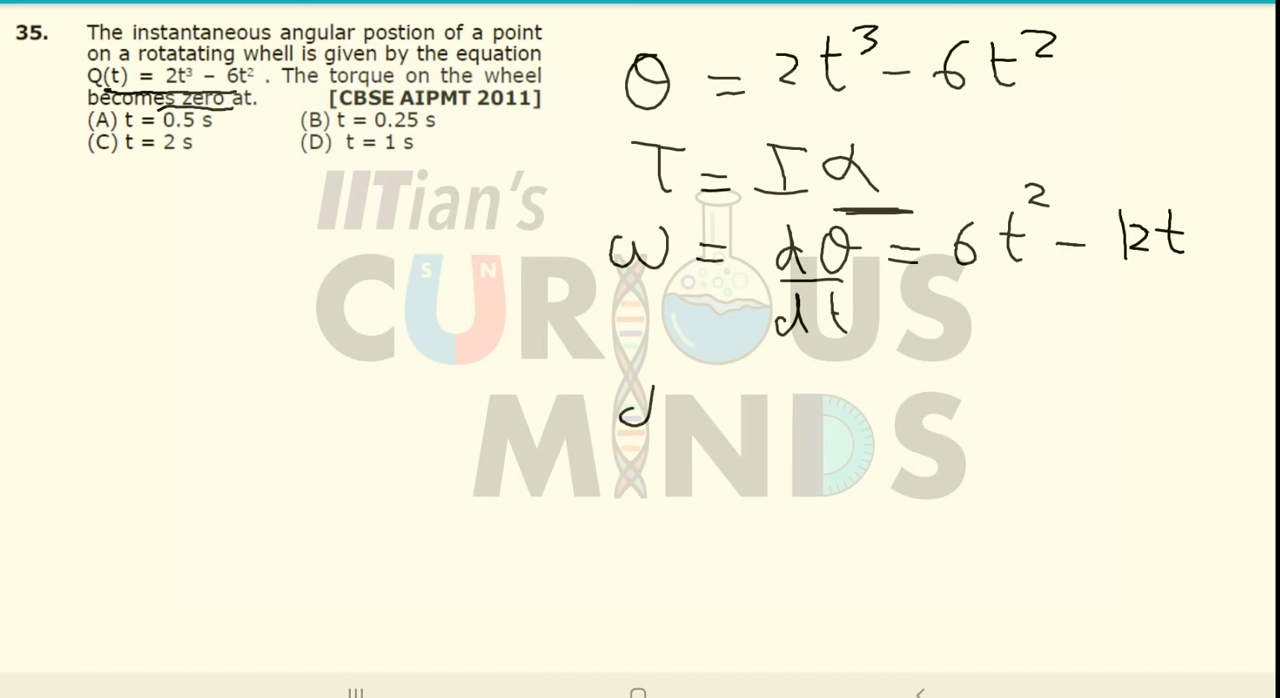 35. The instantaneous angular postion of a point
on a rotatating whell is given by the equation
Q(t) = 2t³ – 6t² . The torque on the wheel
becomes zero at. [CBSE AIPMT 2011]
(A) t = 0.5 s (B) t = 0.25 s
(C) t = 2 s (D) t = 1 s
θ = 2t³ – 6t²
τ = I α
ω = dθ/dt = 6t² – 12t
d
IITian's
S N
CURIOUS
MINDS